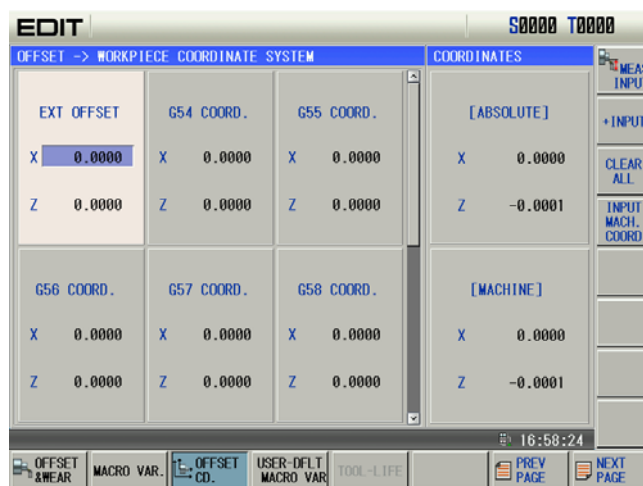 EDIT
S0000 T0000
OFFSET -> WORKPIECE COORDINATE SYSTEM
COORDINATES
EXT OFFSET
X 0.0000
Z 0.0000
G54 COORD.
X 0.0000
Z 0.0000
G55 COORD.
X 0.0000
Z 0.0000
G56 COORD.
X 0.0000
Z 0.0000
G57 COORD.
X 0.0000
Z 0.0000
G58 COORD.
X 0.0000
Z 0.0000
[ABSOLUTE]
X 0.0000
Z -0.0001
[MACHINE]
X 0.0000
Z -0.0001
MEAS
INPU
+INPUT
CLEAR
ALL
INPUT
MACH.
COORD
16:58:24
OFFSET
&WEAR
MACRO VAR.
OFFSET
CD.
USER-DFLT
MACRO VAR
TOOL-LIFE
PREV
PAGE
NEXT
PAGE